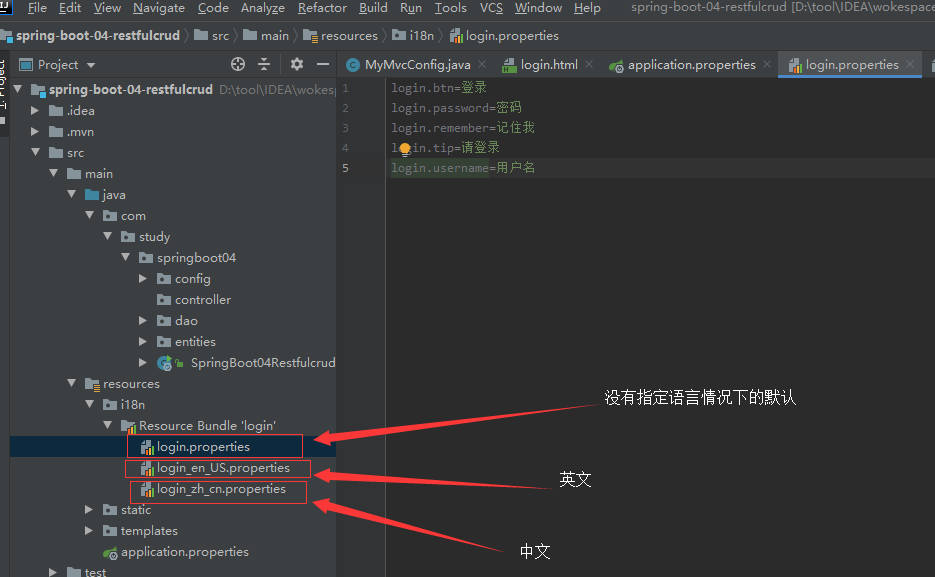 File Edit View Navigate Code Analyze Refactor Build Run Tools VCS Window Help spring-boot-04-restfulcrud [D:\tool\IDEA\wokespace
spring-boot-04-restfulcrud src main resources i18n login.properties
Project MyMvcConfig.java login.html application.properties login.properties
spring-boot-04-restfulcrud D:\tool\IDEA\wokes
1 login.btn=登录
.idea
2 login.password=密码
.mvn
3 login.remember=记住我
src
4 login.tip=请登录
main
5 login.username=用户名
java
com
study
springboot04
config
controller
dao
entities
SpringBoot04Restfulcrud
resources
没有指定语言情况下的默认
i18n
Resource Bundle 'login'
login.properties
login_en_US.properties
英文
login_zh_cn.properties
static
templates
中文
application.properties
test